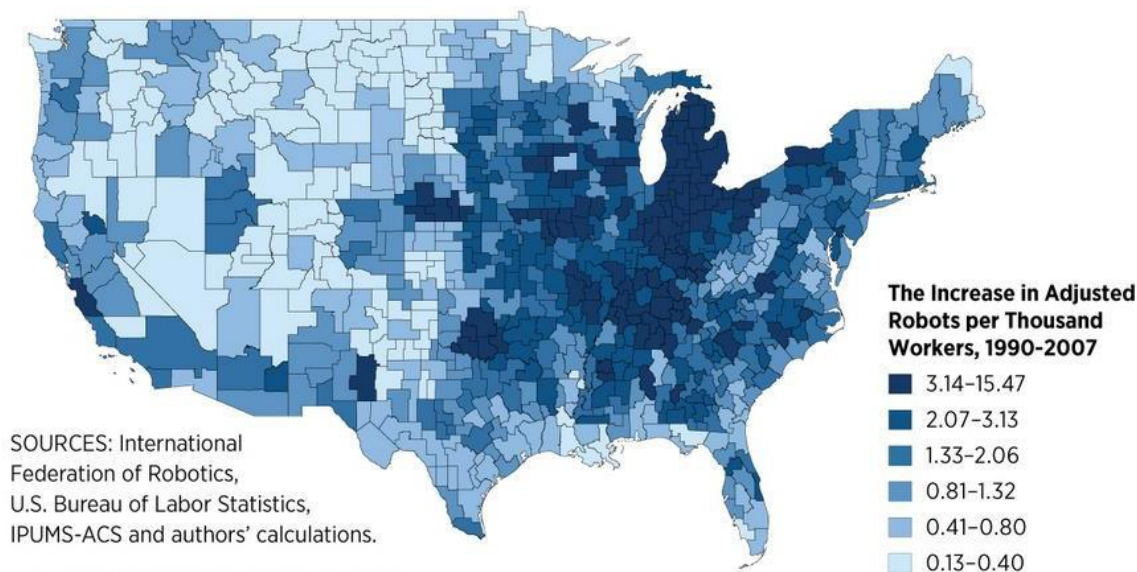 The Increase in Adjusted
Robots per Thousand
Workers, 1990-2007
3.14–15.47
2.07–3.13
1.33–2.06
0.81–1.32
0.41–0.80
0.13–0.40
SOURCES: International
Federation of Robotics,
U.S. Bureau of Labor Statistics,
IPUMS-ACS and authors’ calculations.